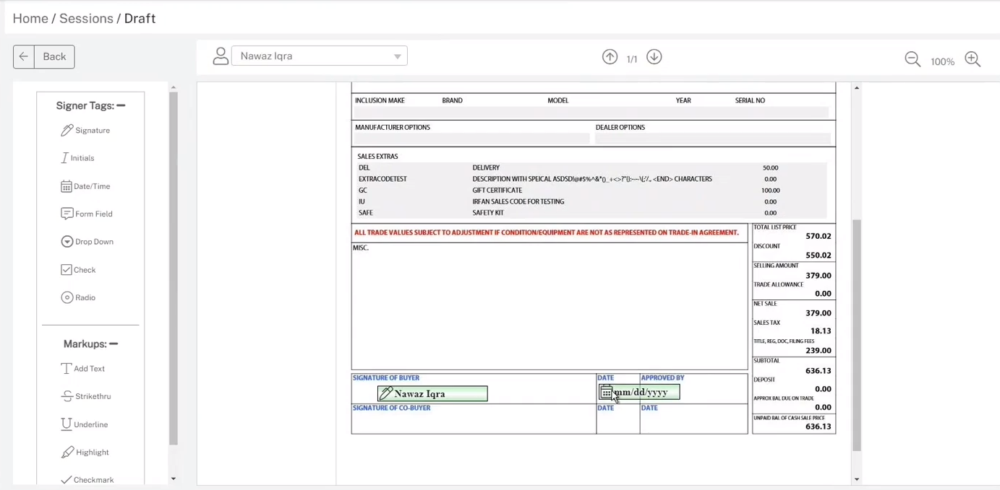 Home / Sessions / Draft
Back
Nawaz Iqra
1/1
100%
Signer Tags:
Signature
Initials
Date/Time
Form Field
Drop Down
Check
Radio
Markups:
Add Text
Strikethru
Underline
Highlight
Checkmark
INCLUSION MAKE BRAND MODEL YEAR SERIAL NO
MANUFACTURER OPTIONS DEALER OPTIONS
SALES EXTRAS
DEL DELIVERY 50.00
EXTRACODETEST DESCRIPTION WITH SPEICAL ASDSD!@#$%^&*()_+<>?"{}:~-\[;'/., <END> CHARACTERS 0.00
GC GIFT CERTIFICATE 100.00
IU IRFAN SALES CODE FOR TESTING 0.00
SAFE SAFETY KIT 0.00
ALL TRADE VALUES SUBJECT TO ADJUSTMENT IF CONDITION/EQUIPMENT ARE NOT AS REPRESENTED ON TRADE-IN AGREEMENT.
MISC.
TOTAL LIST PRICE
570.02
DISCOUNT
550.02
SELLING AMOUNT
379.00
TRADE ALLOWANCE
0.00
NET SALE
379.00
SALES TAX
18.13
TITLE, REG, DOC, FILING FEES
239.00
SUBTOTAL
636.13
DEPOSIT
0.00
APPROX BAL DUE ON TRADE
0.00
UNPAID BAL OF CASH SALE PRICE
636.13
SIGNATURE OF BUYER DATE APPROVED BY
Nawaz Iqra mm/dd/yyyy
SIGNATURE OF CO-BUYER DATE DATE